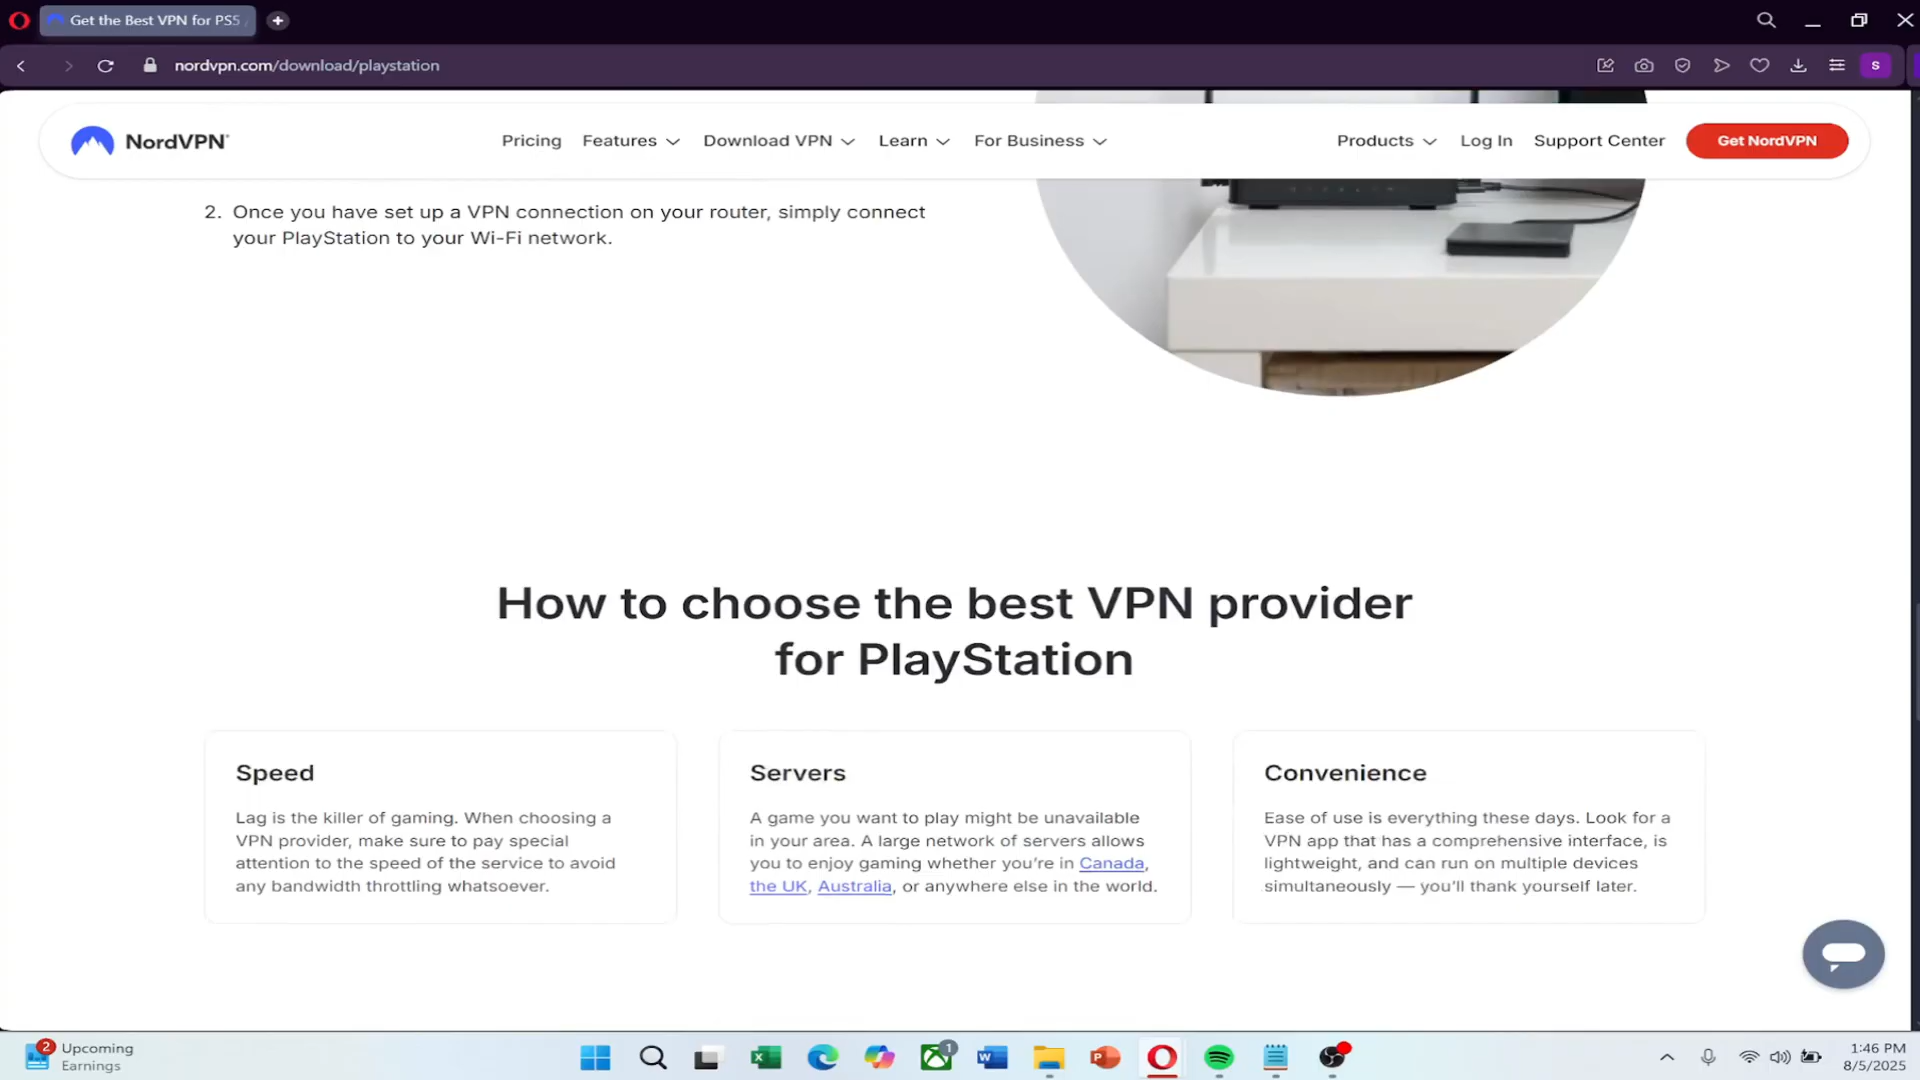 Get the Best VPN for PS5
nordvpn.com/download/playstation
S
NordVPN®
Pricing
Features
Download VPN
Learn
For Business
Products
Log In
Support Center
Get NordVPN
2. Once you have set up a VPN connection on your router, simply connect
your PlayStation to your Wi-Fi network.
How to choose the best VPN provider
for PlayStation
Speed
Lag is the killer of gaming. When choosing a
VPN provider, make sure to pay special
attention to the speed of the service to avoid
any bandwidth throttling whatsoever.
Servers
A game you want to play might be unavailable
in your area. A large network of servers allows
you to enjoy gaming whether you’re in Canada,
the UK, Australia, or anywhere else in the world.
Convenience
Ease of use is everything these days. Look for a
VPN app that has a comprehensive interface, is
lightweight, and can run on multiple devices
simultaneously — you’ll thank yourself later.
2
Upcoming
Earnings
1
1:46 PM
8/5/2025